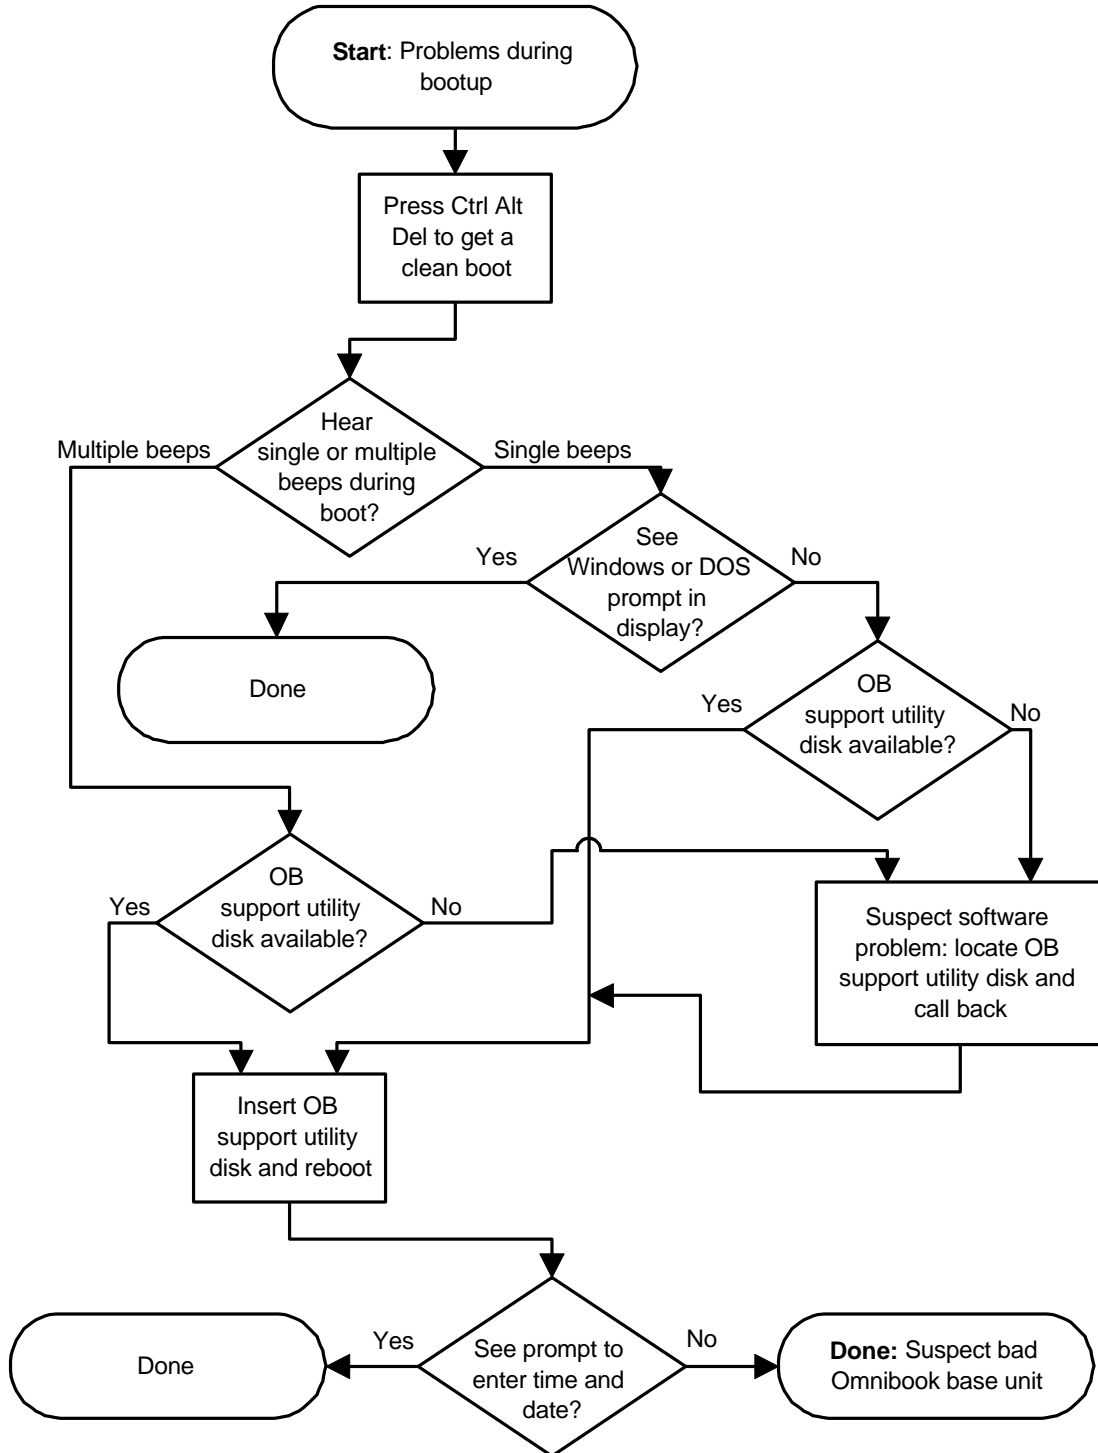 Start: Problems during
bootup
Press Ctrl Alt
Del to get a
clean boot
Hear
single or multiple
beeps during
boot?
Multiple beeps
Single beeps
See
Windows or DOS
prompt in
display?
Yes
No
Done
OB
support utility
disk available?
Yes
No
OB
support utility
disk available?
Yes
No
Suspect software
problem: locate OB
support utility disk and
call back
Insert OB
support utility
disk and reboot
See prompt to
enter time and
date?
Yes
No
Done
Done: Suspect bad
Omnibook base unit